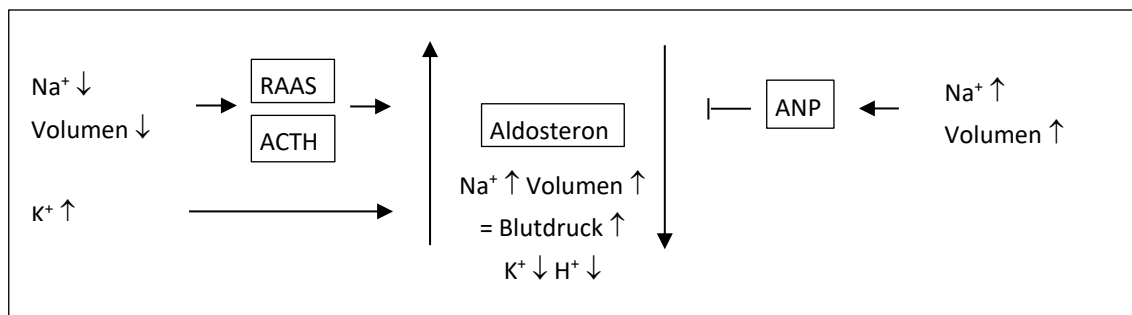 Na⁺ ↓
Volumen ↓
K⁺ ↑
RAAS
ACTH
Aldosteron
Na⁺ ↑ Volumen ↑
= Blutdruck ↑
K⁺ ↓ H⁺ ↓
ANP
Na⁺ ↑
Volumen ↑